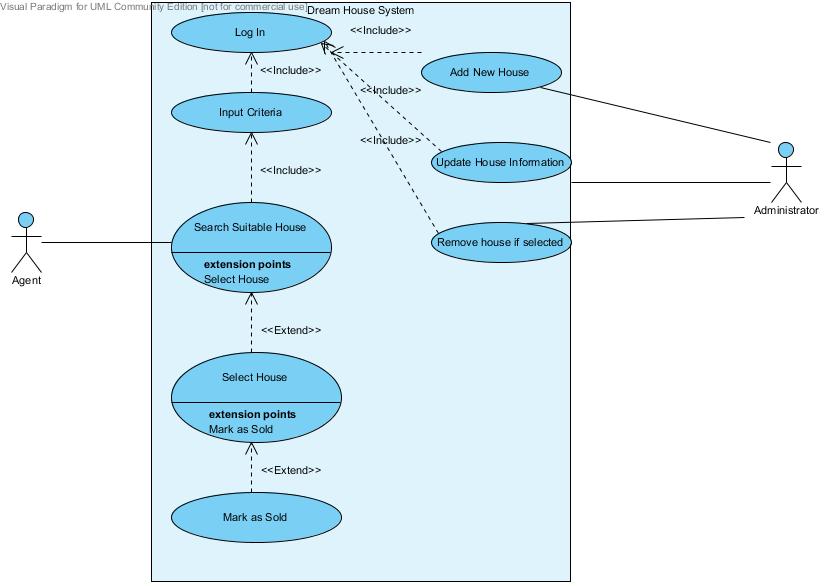 Visual Paradigm for UML Community Edition [not for commercial use]
Dream House System
Log In
<<Include>>
<<Include>>
Add New House
<<Include>>
Input Criteria
<<Include>>
Update House Information
<<Include>>
Administrator
Search Suitable House
Remove house if selected
extension points
Select House
Agent
<<Extend>>
Select House
extension points
Mark as Sold
<<Extend>>
Mark as Sold